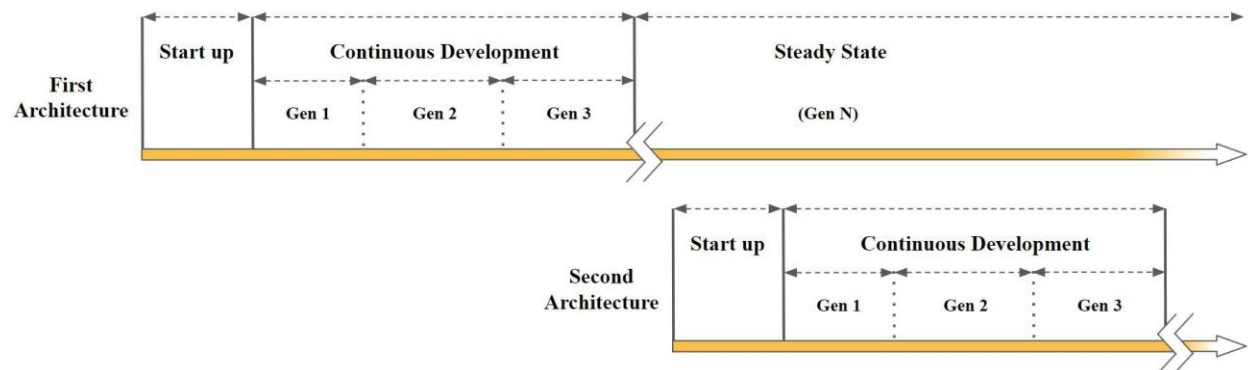 Start up
Continuous Development
Steady State
First
Architecture
Gen 1
Gen 2
Gen 3
(Gen N)
Start up
Continuous Development
Second
Architecture
Gen 1
Gen 2
Gen 3